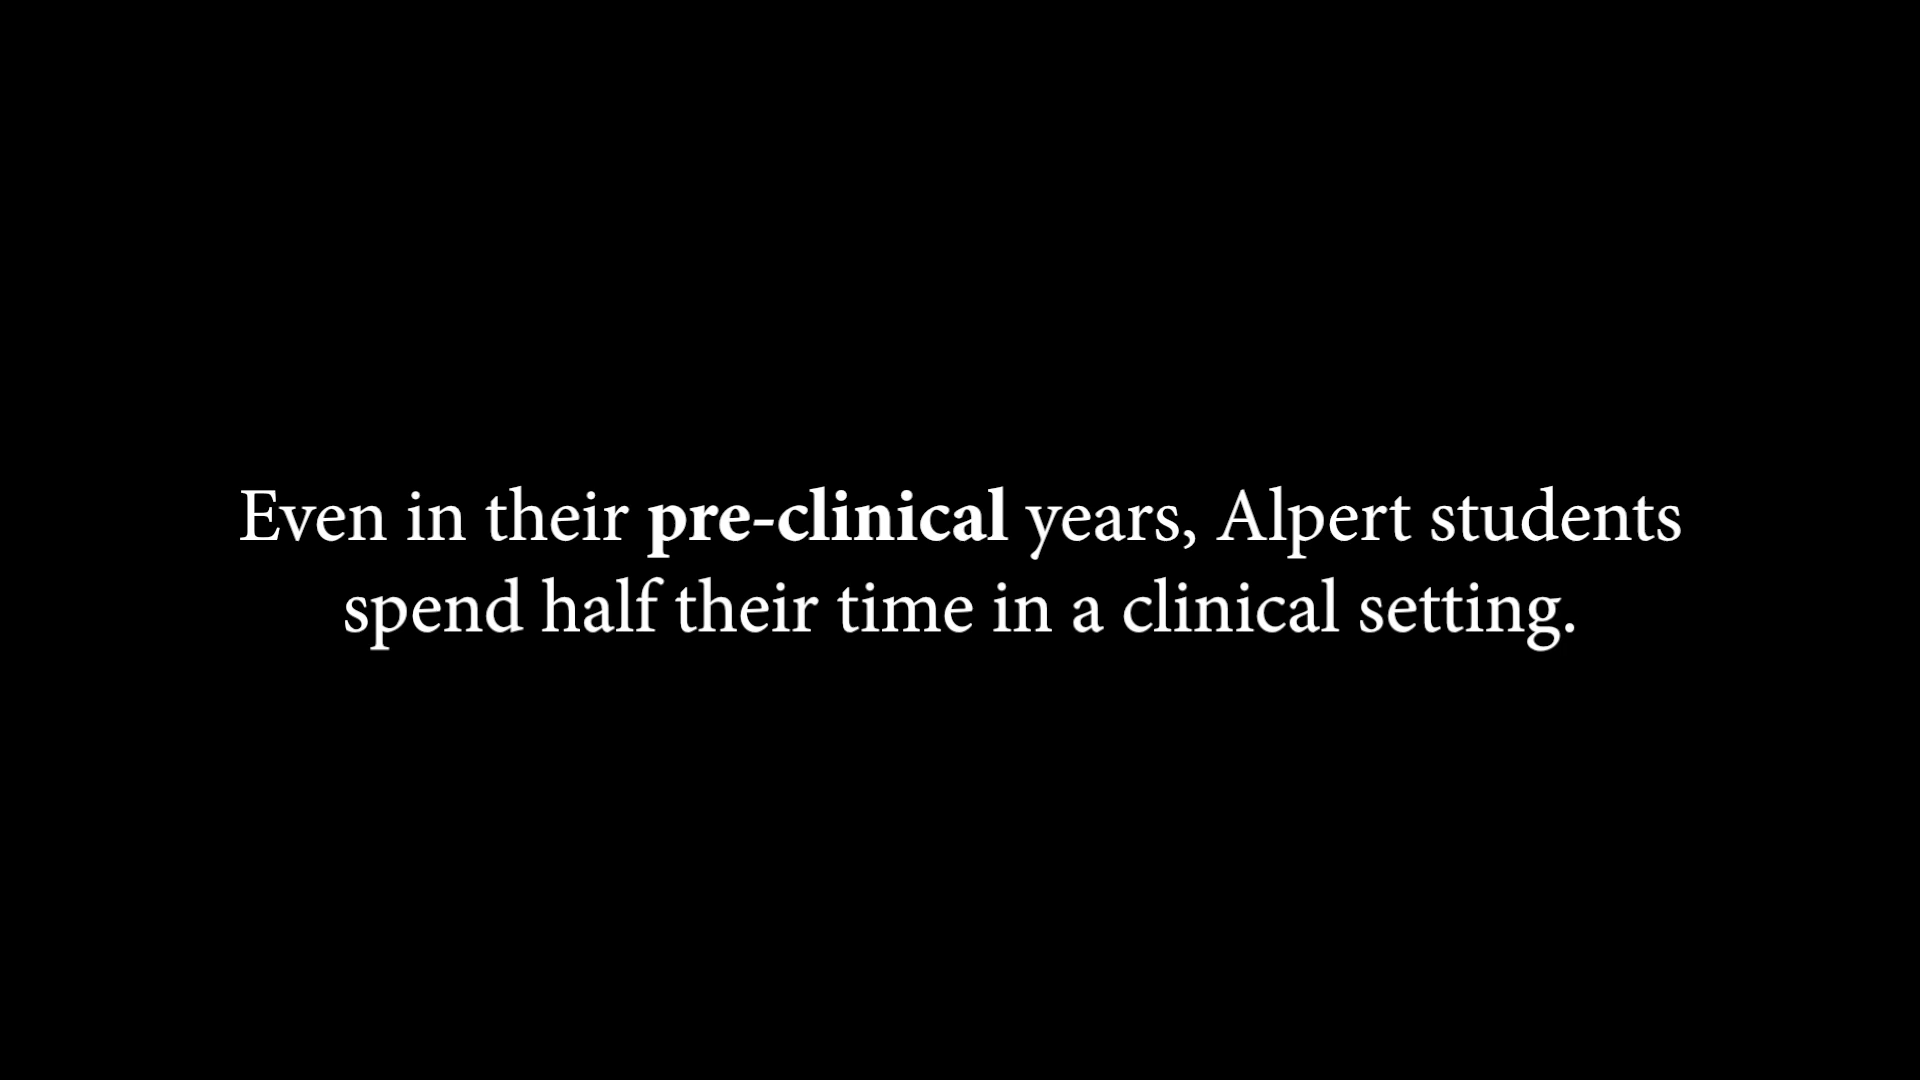 Even in their pre-clinical years, Alpert students
spend half their time in a clinical setting.